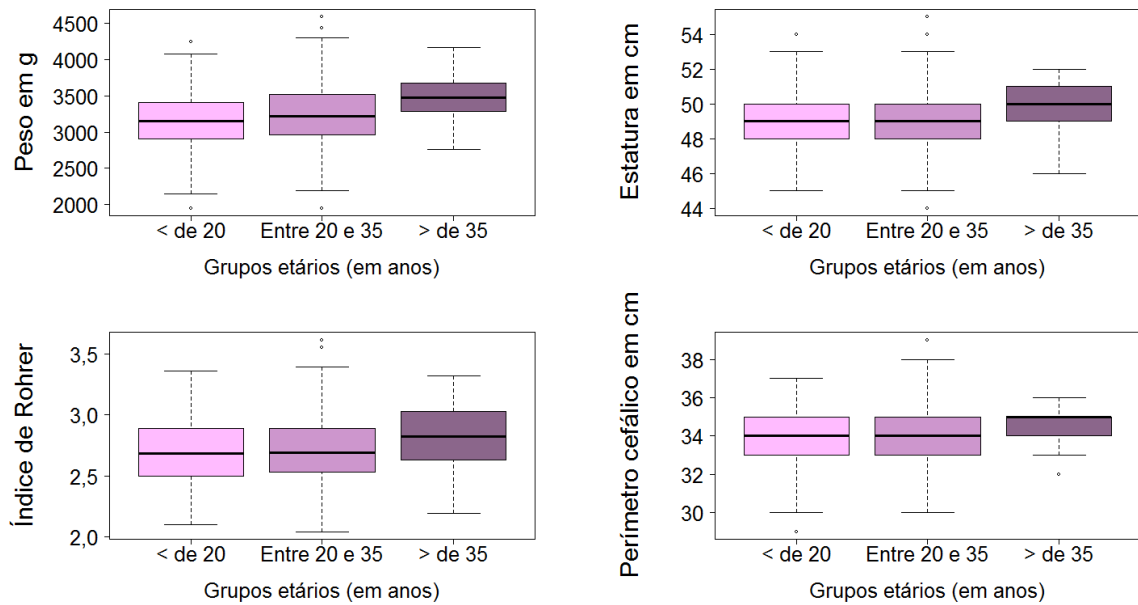 Peso em g
4500
4000
3500
3000
2500
2000
< de 20 Entre 20 e 35 > de 35
Grupos etários (em anos)
Estatura em cm
54
52
50
48
46
44
< de 20 Entre 20 e 35 > de 35
Grupos etários (em anos)
Índice de Rohrer
3,5
3,0
2,5
2,0
< de 20 Entre 20 e 35 > de 35
Grupos etários (em anos)
Perímetro cefálico em cm
38
36
34
32
30
< de 20 Entre 20 e 35 > de 35
Grupos etários (em anos)